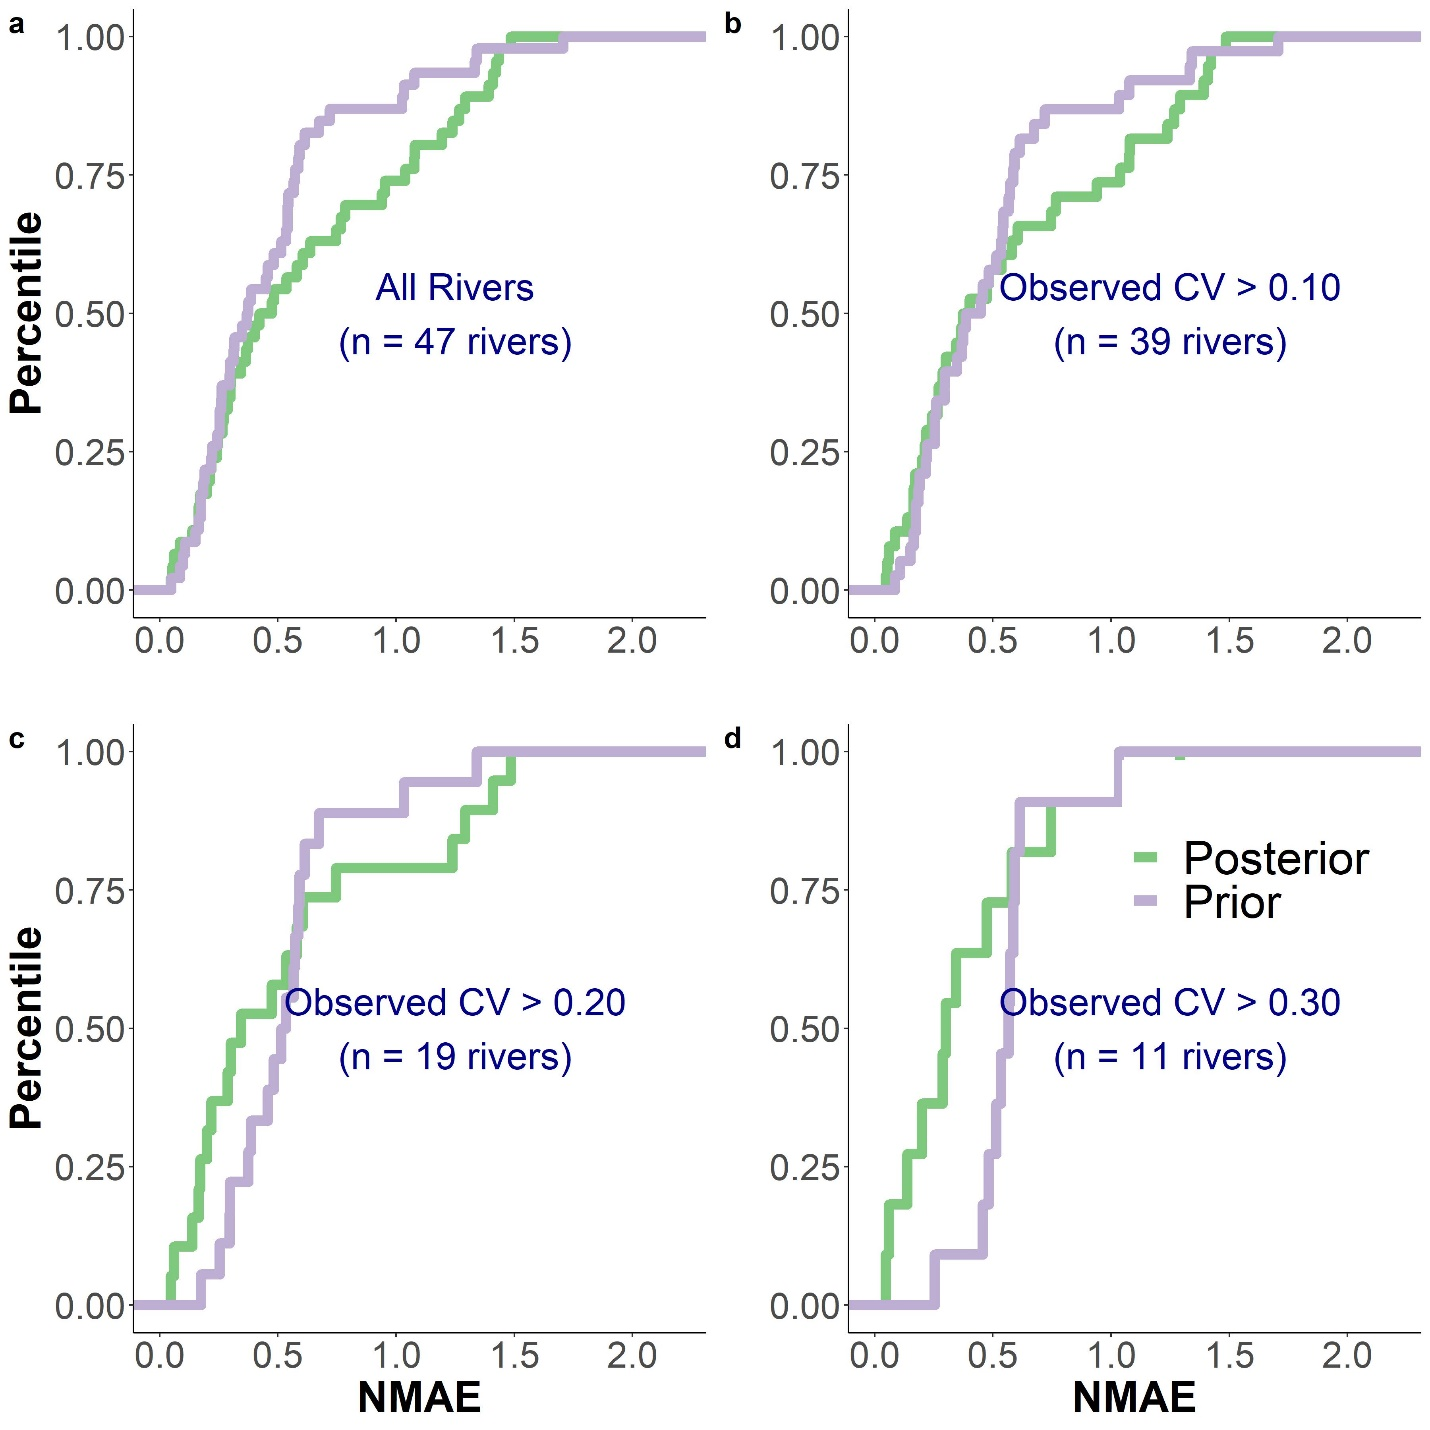 a
Percentile
1.00
0.75
0.50
0.25
0.00
All Rivers
(n = 47 rivers)
0.0 0.5 1.0 1.5 2.0
b
1.00
0.75
0.50
0.25
0.00
Observed CV > 0.10
(n = 39 rivers)
0.0 0.5 1.0 1.5 2.0
c
Percentile
1.00
0.75
0.50
0.25
0.00
Observed CV > 0.20
(n = 19 rivers)
0.0 0.5 1.0 1.5 2.0
NMAE
d
1.00
0.75
0.50
0.25
0.00
Posterior
Prior
Observed CV > 0.30
(n = 11 rivers)
0.0 0.5 1.0 1.5 2.0
NMAE